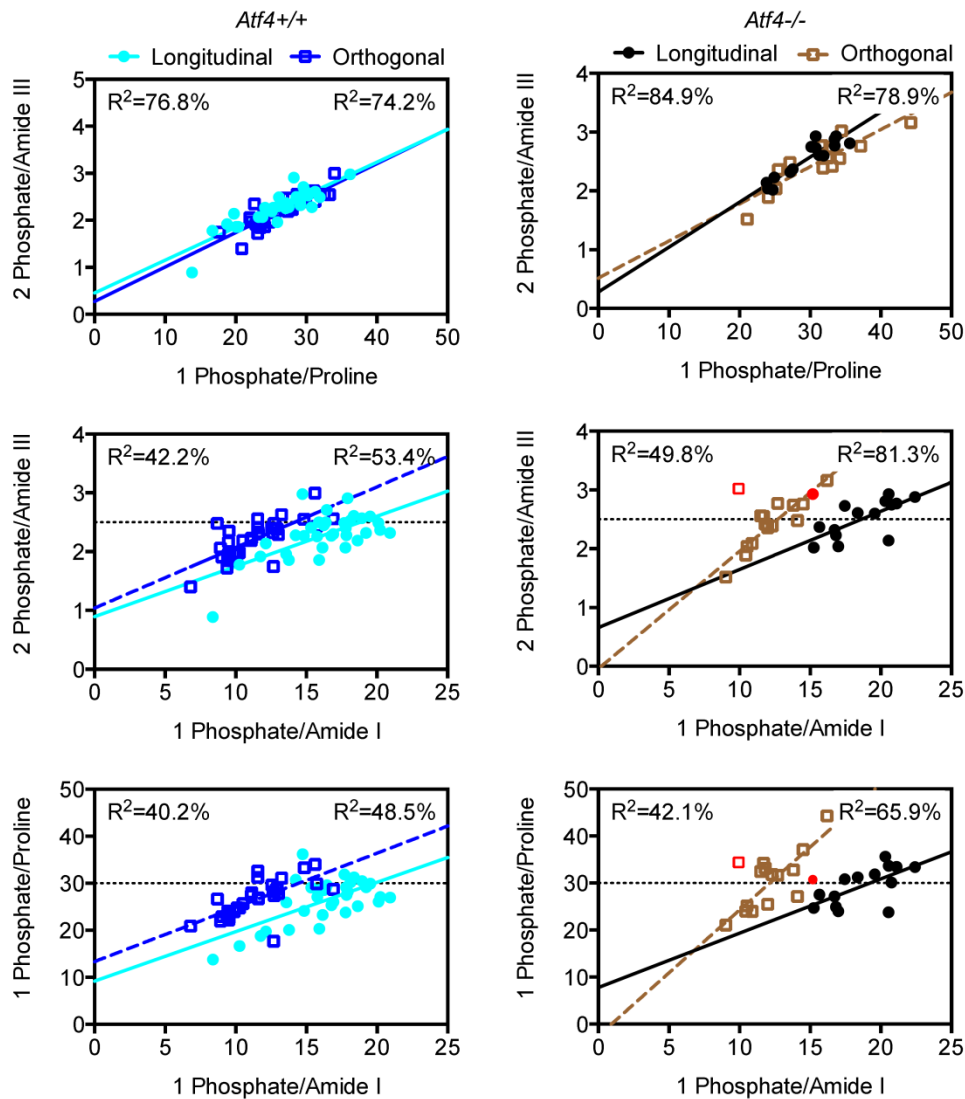 Atf4+/+
Atf4-/-
Longitudinal
Orthogonal
Longitudinal
Orthogonal
2 Phosphate/Amide III
5
4
3
2
1
0
R²=76.8%
R²=74.2%
0 10 20 30 40 50
1 Phosphate/Proline
2 Phosphate/Amide III
4
3
2
1
0
R²=84.9%
R²=78.9%
0 10 20 30 40 50
1 Phosphate/Proline
2 Phosphate/Amide III
4
3
2
1
0
R²=42.2%
R²=53.4%
0 5 10 15 20 25
1 Phosphate/Amide I
2 Phosphate/Amide III
4
3
2
1
0
R²=49.8%
R²=81.3%
0 5 10 15 20 25
1 Phosphate/Amide I
1 Phosphate/Proline
50
40
30
20
10
0
R²=40.2%
R²=48.5%
0 5 10 15 20 25
1 Phosphate/Amide I
1 Phosphate/Proline
50
40
30
20
10
0
R²=42.1%
R²=65.9%
0 5 10 15 20 25
1 Phosphate/Amide I